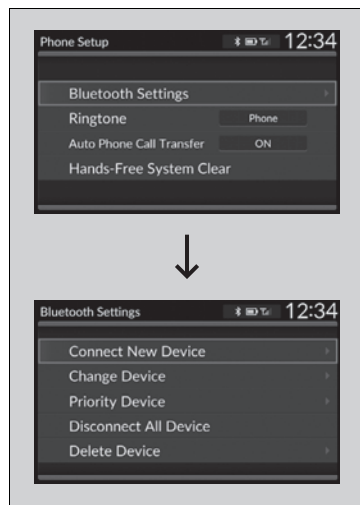 Phone Setup 12:34
Bluetooth Settings
Ringtone Phone
Auto Phone Call Transfer ON
Hands-Free System Clear
Bluetooth Settings 12:34
Connect New Device
Change Device
Priority Device
Disconnect All Device
Delete Device